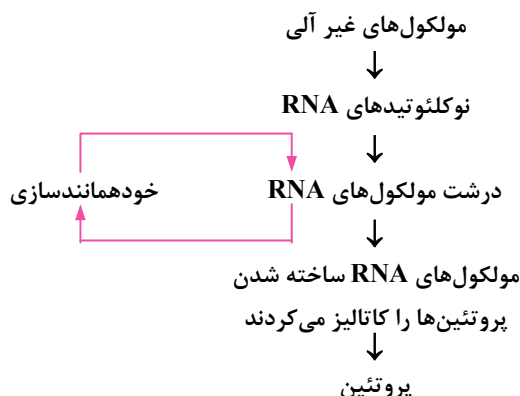 مولکول‌های غیر آلی
نوکلئوتیدهای RNA
درشت مولکول‌های RNA
خودهمانندسازی
مولکول‌های RNA ساخته شدن
پروتئین‌ها را کاتالیز می‌کردند
پروتئین